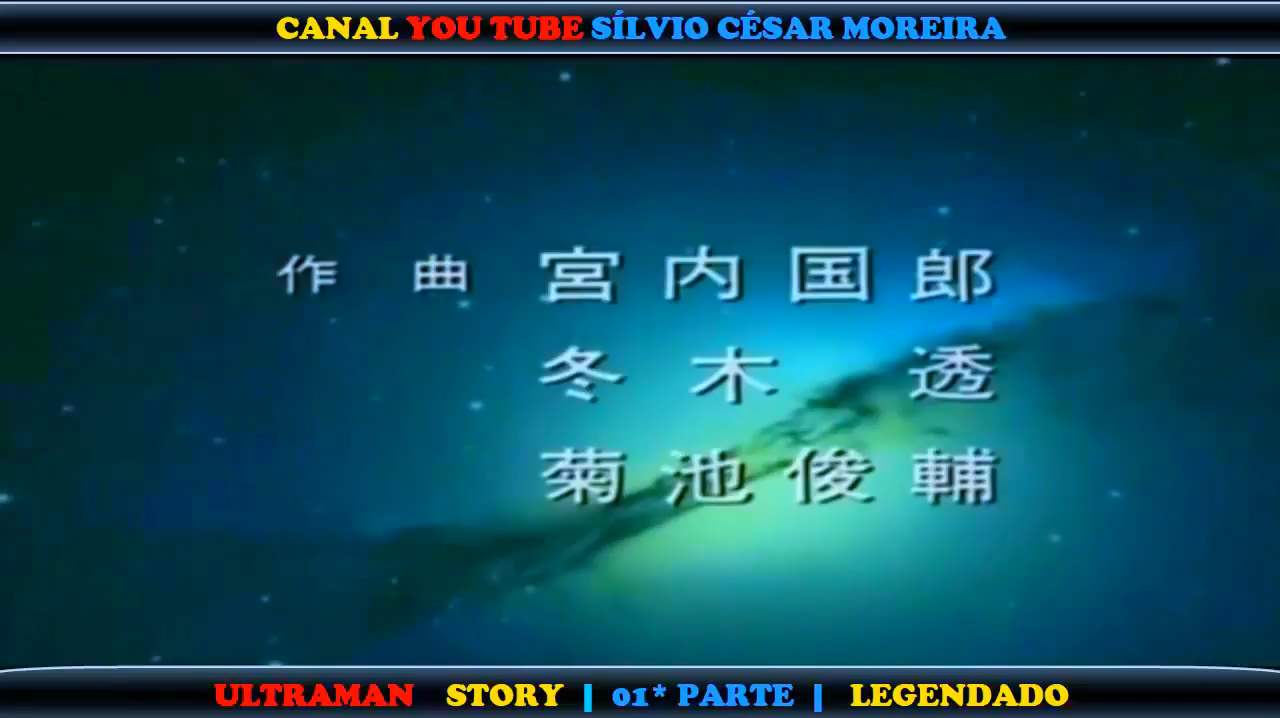 CANAL YOU TUBE SÍLVIO CÉSAR MOREIRA
作曲 宮内国郎
冬木透
菊池俊輔
ULTRAMAN STORY | 01* PARTE | LEGENDADO